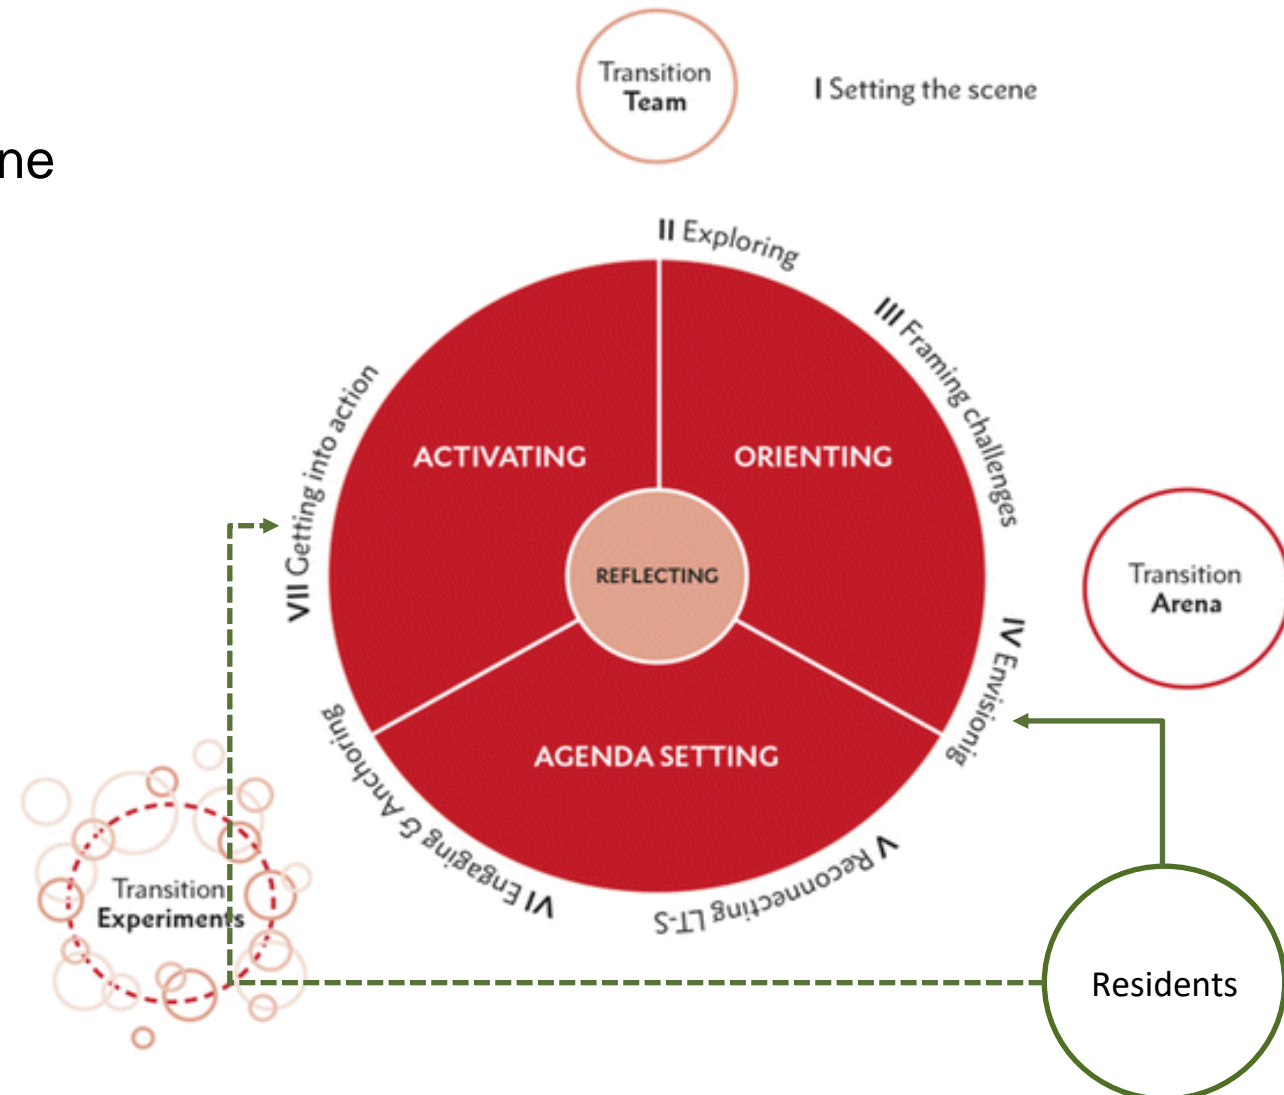 Transition
Team
I Setting the scene
ne
II Exploring
III Framing challenges
ACTIVATING
ORIENTING
VII Getting into action
REFLECTING
Transition
Arena
IV Envisionig
AGENDA SETTING
VI Engaging & Anchoring
V Reconnecting LT-S
Transition
Experiments
Residents